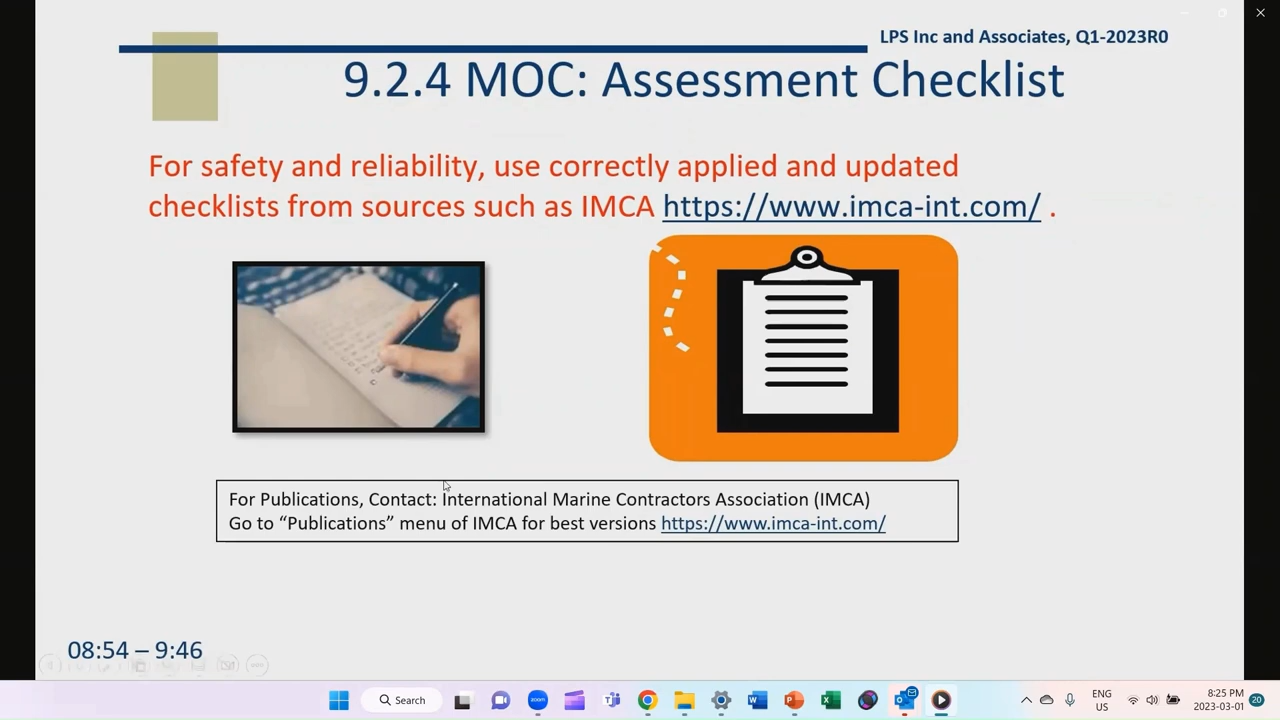 LPS Inc and Associates, Q1-2023R0
9.2.4 MOC: Assessment Checklist
For safety and reliability, use correctly applied and updated
checklists from sources such as IMCA https://www.imca-int.com/ .
For Publications, Contact: International Marine Contractors Association (IMCA)
Go to “Publications” menu of IMCA for best versions https://www.imca-int.com/
08:54 – 9:46
Search
ENG
US
8:25 PM
2023-03-01
20